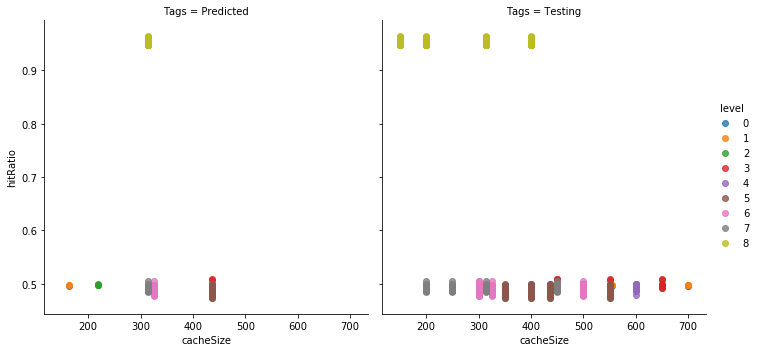 Tags = Predicted
Tags = Testing
hitRatio
0.9
0.8
0.7
0.6
0.5
200 300 400 500 600 700
cacheSize
200 300 400 500 600 700
cacheSize
level
0
1
2
3
4
5
6
7
8